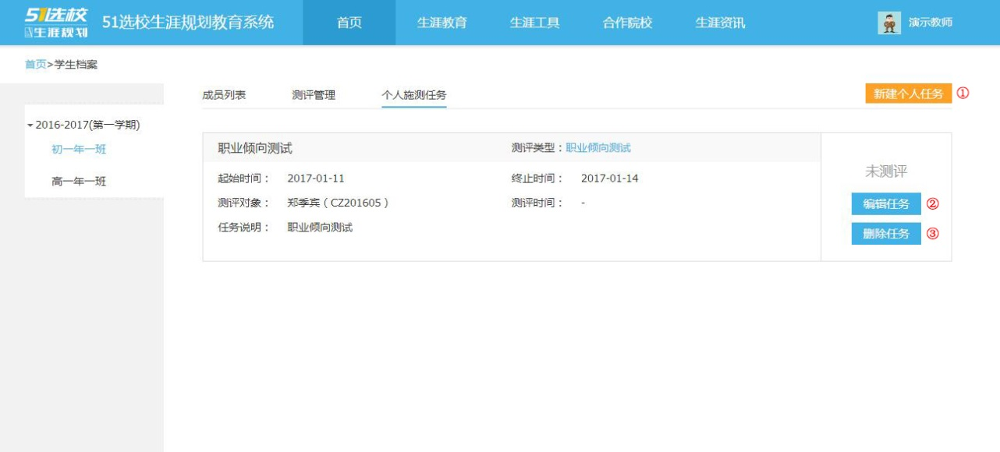 51选校
生涯规划
51选校生涯规划教育系统 首页 生涯教育 生涯工具 合作院校 生涯资讯 演示教师
首页>学生档案
成员列表 测评管理 个人施测任务 新建个人任务 ①
2016-2017(第一学期)
初一年一班
高一年一班
职业倾向测试 测评类型：职业倾向测试
起始时间： 2017-01-11 终止时间： 2017-01-14
测评对象： 郑季宾（CZ201605） 测评时间： -
任务说明： 职业倾向测试
未测评
编辑任务 ②
删除任务 ③